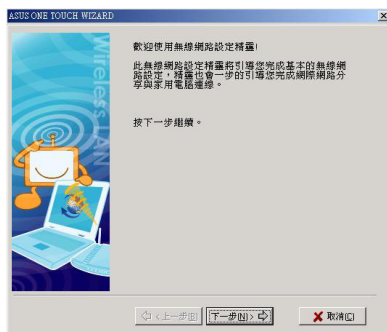 ASUS ONE TOUCH WIZARD
Wireless LAN
歡迎使用無線網路設定精靈!
此無線網路設定精靈將引導您完成基本的無線網
路設定，精靈也會一步的引導您完成網際網路分
享與家用電腦連線。
按下一步繼續。
<上一步(B) 下一步(N)> 取消(C)